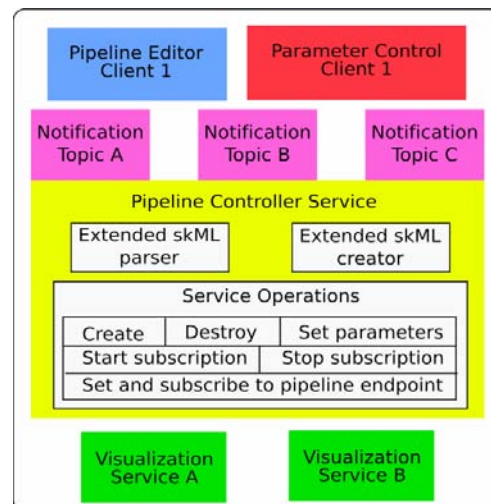 Pipeline Editor
Client 1
Parameter Control
Client 1
Notification
Topic A
Notification
Topic B
Notification
Topic C
Pipeline Controller Service
Extended skML
parser
Extended skML
creator
Service Operations
Create
Destroy
Set parameters
Start subscription
Stop subscription
Set and subscribe to pipeline endpoint
Visualization
Service A
Visualization
Service B